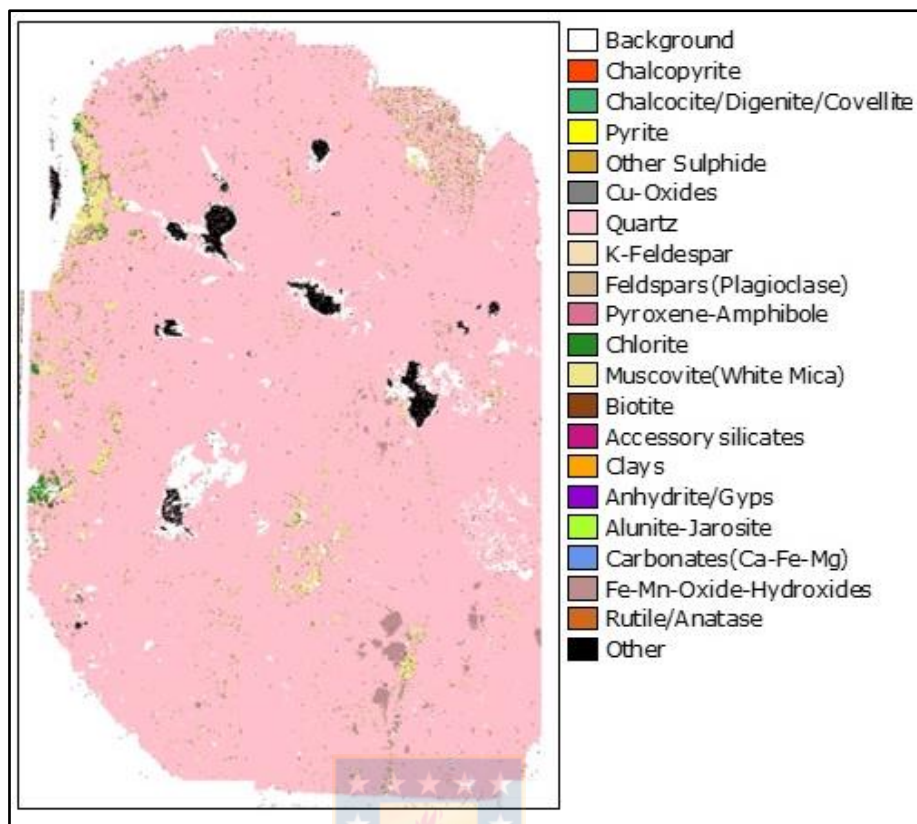 Background
Chalcopyrite
Chalcocite/Digenite/Covellite
Pyrite
Other Sulphide
Cu-Oxides
Quartz
K-Feldespar
Feldspars(Plagioclase)
Pyroxene-Amphibole
Chlorite
Muscovite(White Mica)
Biotite
Accessory silicates
Clays
Anhydrite/Gyps
Alunite-Jarosite
Carbonates(Ca-Fe-Mg)
Fe-Mn-Oxide-Hydroxides
Rutile/Anatase
Other